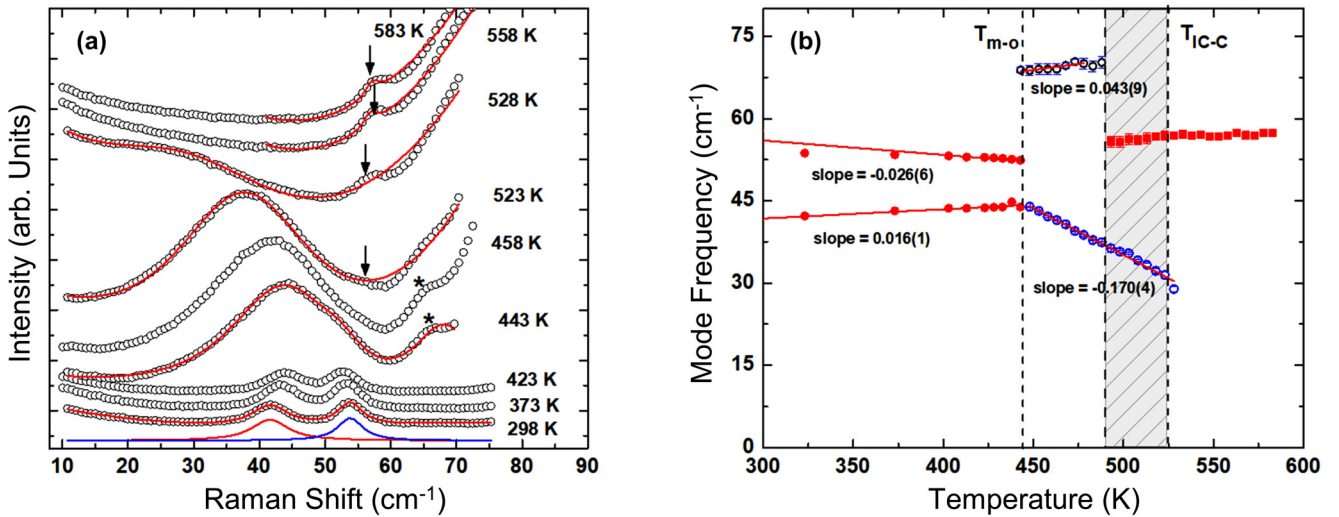 (a)
583 K
558 K
528 K
523 K
458 K
443 K
423 K
373 K
298 K
*
*
Intensity (arb. Units)
10 20 30 40 50 60 70 80 90
Raman Shift (cm-1)
(b)
Tm-o
TIC-C
slope = 0.043(9)
slope = -0.026(6)
slope = 0.016(1)
slope = -0.170(4)
Mode Frequency (cm-1)
75
60
45
30
15
0
300 350 400 450 500 550 600
Temperature (K)